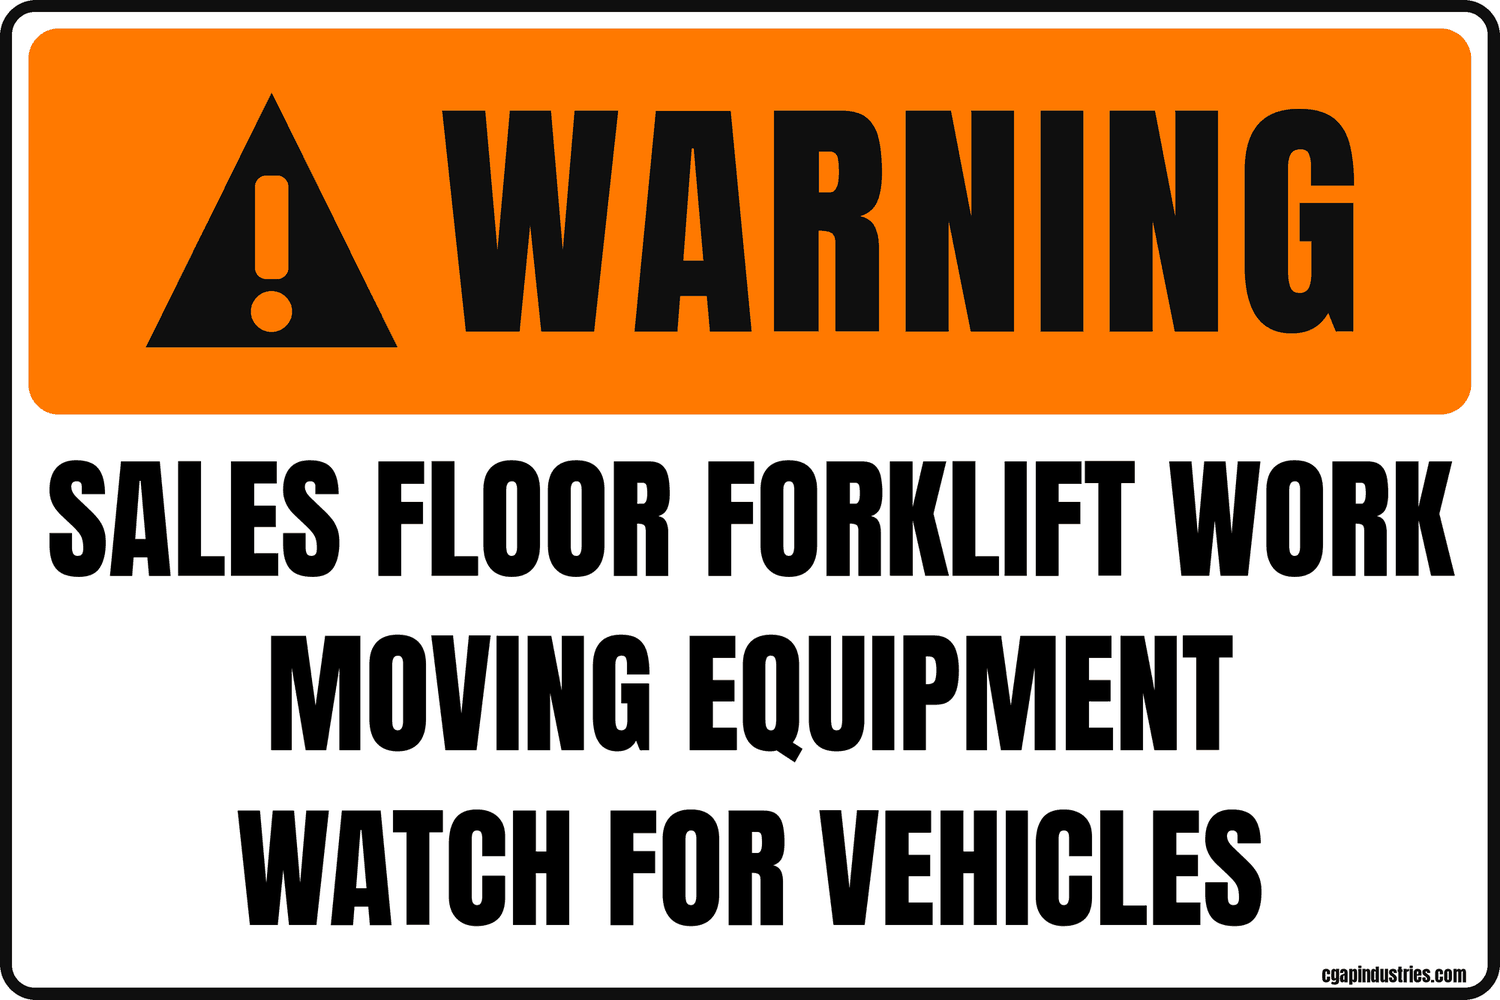 WARNING
SALES FLOOR FORKLIFT WORK
MOVING EQUIPMENT
WATCH FOR VEHICLES
cgapindustries.com